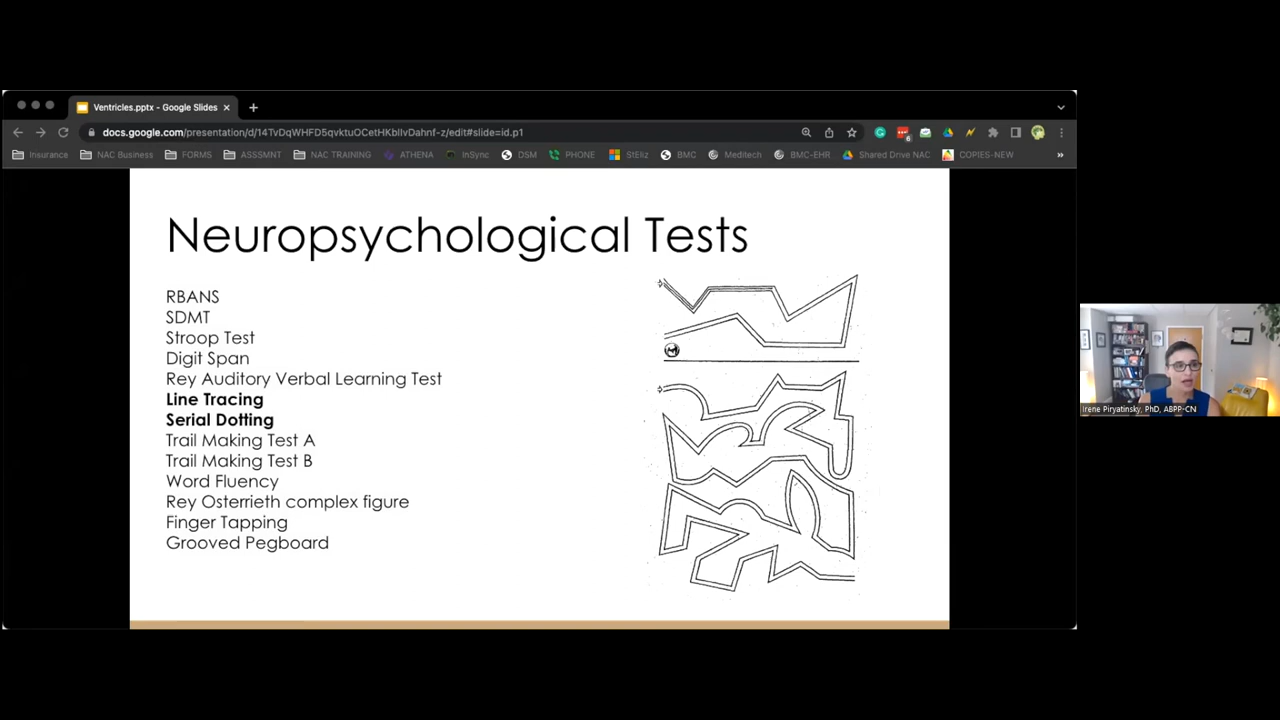 Ventricles.pptx - Google Slides
docs.google.com/presentation/d/14TvDqWHFD5qvktuOCetHKbIIvDahnf-z/edit#slide=id.p1
Insurance NAC Business FORMS ASSSMNT NAC TRAINING ATHENA InSync DSM PHONE StEliz BMC Meditech BMC-EHR Shared Drive NAC COPIES-NEW
Neuropsychological Tests
RBANS
SDMT
Stroop Test
Digit Span
Rey Auditory Verbal Learning Test
Line Tracing
Serial Dotting
Trail Making Test A
Trail Making Test B
Word Fluency
Rey Osterrieth complex figure
Finger Tapping
Grooved Pegboard
Irene Piryatinsky, PhD, ABPP-CN